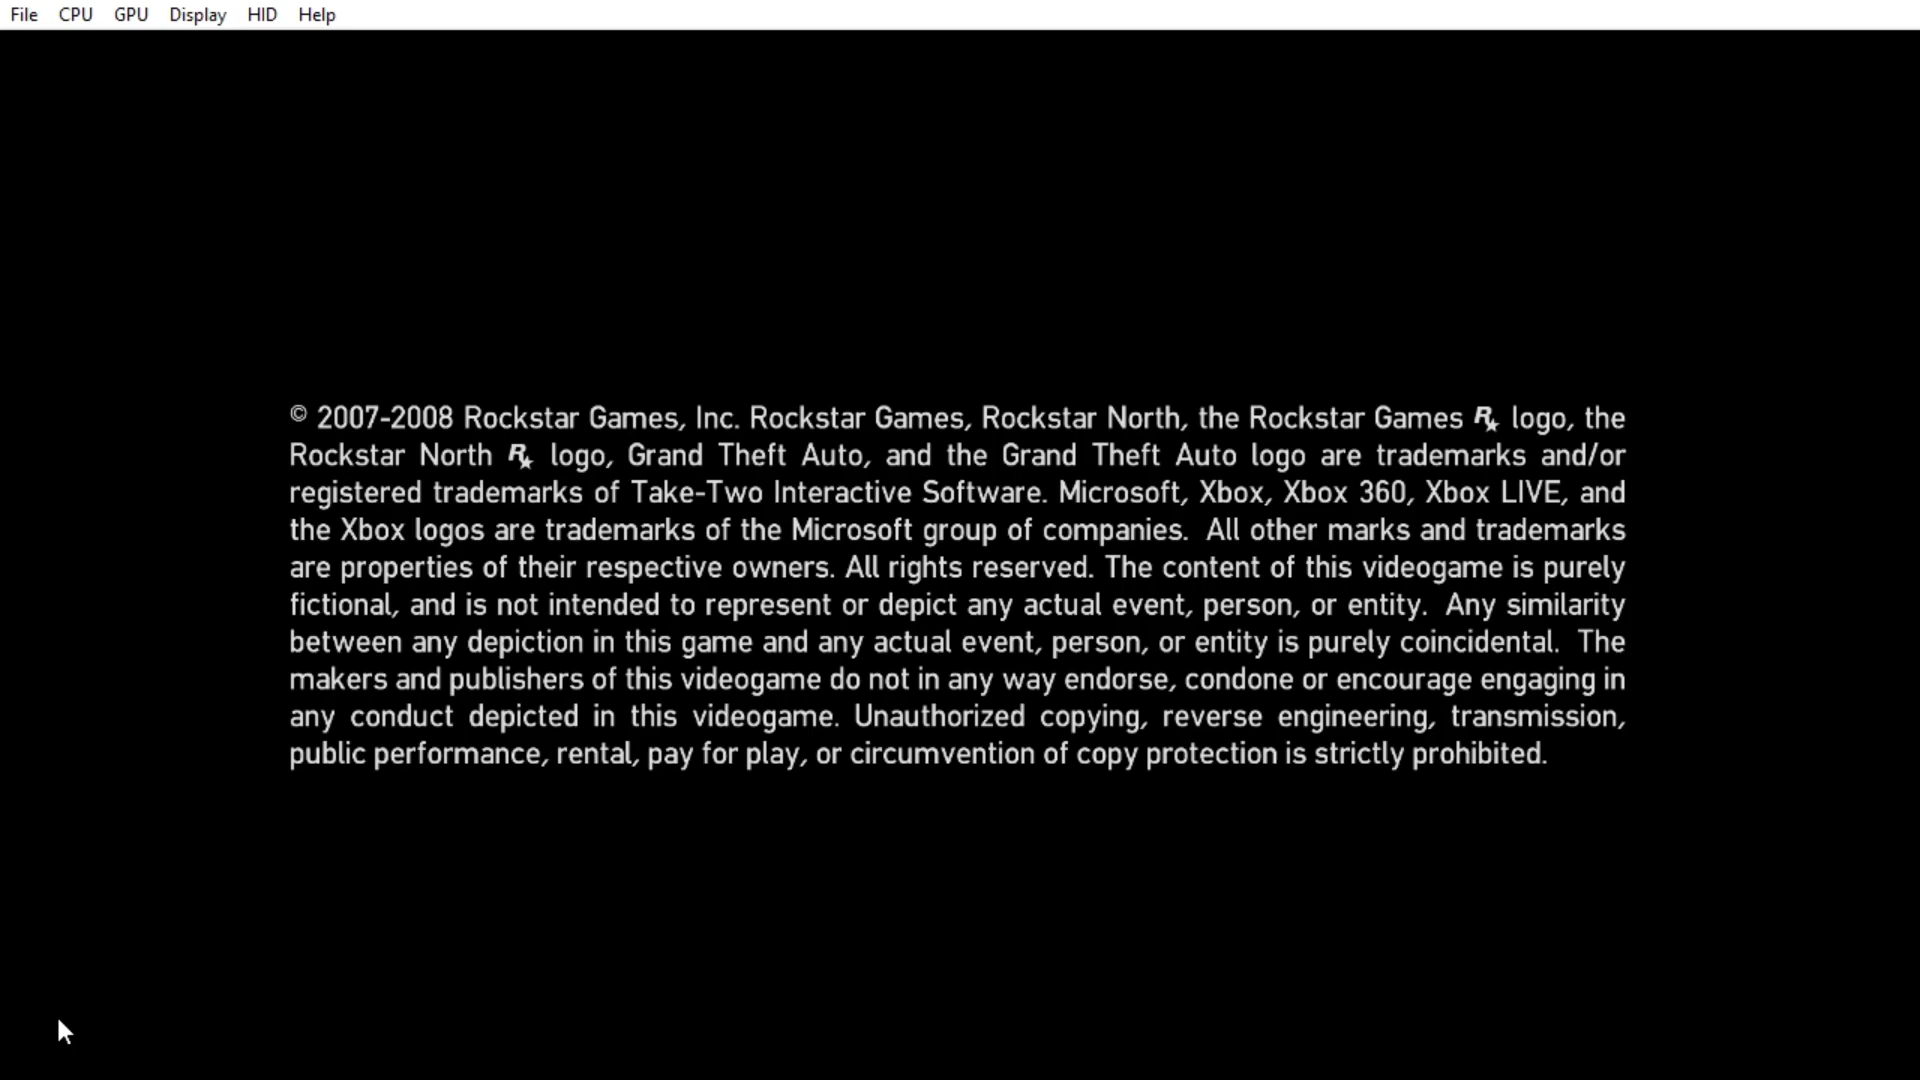 File CPU GPU Display HID Help
© 2007-2008 Rockstar Games, Inc. Rockstar Games, Rockstar North, the Rockstar Games R★ logo, the
Rockstar North R★ logo, Grand Theft Auto, and the Grand Theft Auto logo are trademarks and/or
registered trademarks of Take-Two Interactive Software. Microsoft, Xbox, Xbox 360, Xbox LIVE, and
the Xbox logos are trademarks of the Microsoft group of companies.  All other marks and trademarks
are properties of their respective owners. All rights reserved. The content of this videogame is purely
fictional, and is not intended to represent or depict any actual event, person, or entity.  Any similarity
between any depiction in this game and any actual event, person, or entity is purely coincidental.  The
makers and publishers of this videogame do not in any way endorse, condone or encourage engaging in
any conduct depicted in this videogame. Unauthorized copying, reverse engineering, transmission,
public performance, rental, pay for play, or circumvention of copy protection is strictly prohibited.